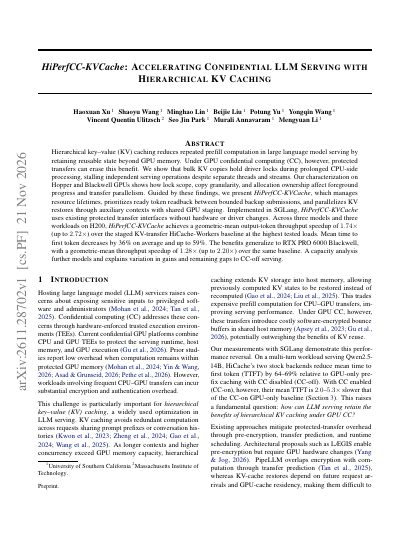 HiPerfCC-KVCache: Accelerating Confidential LLM Serving with
Hierarchical KV Caching
Haoxuan Xu 1 Shaoyu Wang 1 Minghao Lin 1 Beijie Liu 1 Potung Yu 1 Yongqin Wang 1
Vincent Quentin Ulitzsch 2 Seo Jin Park 1 Murali Annavaram 1 Mengyuan Li 1
Abstract
Hierarchical key–value (KV) caching reduces repeated prefill computation in large language model serving by
retaining reusable state beyond GPU memory. Under GPU confidential computing (CC), however, protected
transfers can erase this benefit. We show that bulk KV copies hold driver locks during prolonged CPU-side
processing, stalling independent serving operations despite separate threads and streams. Our characterization on
Hopper and Blackwell GPUs shows how lock scope, copy granularity, and allocation ownership affect foreground
progress and transfer parallelism. Guided by these findings, we present HiPerfCC-KVCache, which manages
resource lifetimes, prioritizes ready token readback between bounded backup submissions, and parallelizes KV
restores through auxiliary contexts with shared GPU staging. Implemented in SGLang, HiPerfCC-KVCache
uses existing protected transfer interfaces without hardware or driver changes. Across three models and three
workloads on H200, HiPerfCC-KVCache achieves a geometric-mean output-token throughput speedup of 1.74×
(up to 2.72×) over the staged KV-transfer HiCache-Workers baseline at the highest tested loads. Mean time to
first token decreases by 36% on average and up to 59%. The benefits generalize to RTX PRO 6000 Blackwell,
with a geometric-mean throughput speedup of 1.28× (up to 2.20×) over the same baseline. A capacity analysis
further models and explains variation in gains and remaining gaps to CC-off serving.
1 Introduction
Hosting large language model (LLM) services raises con-
cerns about exposing sensitive inputs to privileged soft-
ware and administrators (Mohan et al., 2024; Tan et al.,
2025). Confidential computing (CC) addresses these con-
cerns through hardware-enforced trusted execution environ-
ments (TEEs). Current confidential GPU platforms combine
CPU and GPU TEEs to protect the serving runtime, host
memory, and GPU execution (Gu et al., 2026). Prior stud-
ies report low overhead when computation remains within
protected GPU memory (Mohan et al., 2024; Yin & Wang,
2026; Asad & Gruneid, 2026; Pethe et al., 2026). However,
workloads involving frequent CPU–GPU transfers can incur
substantial encryption and authentication overhead.
This challenge is particularly important for hierarchical
key–value (KV) caching, a widely used optimization in
LLM serving. KV caching avoids redundant computation
across requests sharing prompt prefixes or conversation his-
tories (Kwon et al., 2023; Zheng et al., 2024; Gao et al.,
2024; Wang et al., 2025). As longer contexts and higher
concurrency exceed GPU memory capacity, hierarchical
1University of Southern California 2Massachusetts Institute of
Technology.
Preprint.
caching extends KV storage into host memory, allowing
previously computed KV states to be restored instead of
recomputed (Gao et al., 2024; Liu et al., 2025). This trades
expensive prefill computation for CPU–GPU transfers, im-
proving serving performance. Under GPU CC, however,
these transfers introduce costly software-encrypted bounce
buffers in shared host memory (Apsey et al., 2023; Gu et al.,
2026), potentially outweighing the benefits of KV reuse.
Our measurements with SGLang demonstrate this perfor-
mance reversal. On a multi-turn workload serving Qwen2.5-
14B, HiCache's two stock backends reduce mean time to
first token (TTFT) by 64–69% relative to GPU-only pre-
fix caching with CC disabled (CC-off). With CC enabled
(CC-on), however, their mean TTFT is 2.0–5.3× slower that
of the CC-on GPU-only baseline (Section 3). This raises
a fundamental question: how can LLM serving retain the
benefits of hierarchical KV caching under GPU CC?
Existing approaches mitigate protected-transfer overhead
through pre-encryption, transfer prediction, and runtime
scheduling. Architectural proposals such as LÆGIS enable
pre-encryption but require GPU hardware changes (Yang
& Jog, 2026). PipeLLM overlaps encryption with com-
putation through transfer prediction (Tan et al., 2025),
whereas KV-cache restores depend on future request arri-
vals and GPU-cache residency, making them difficult to
arXiv:2611.28702v1 [cs.PF] 21 Nov 2026